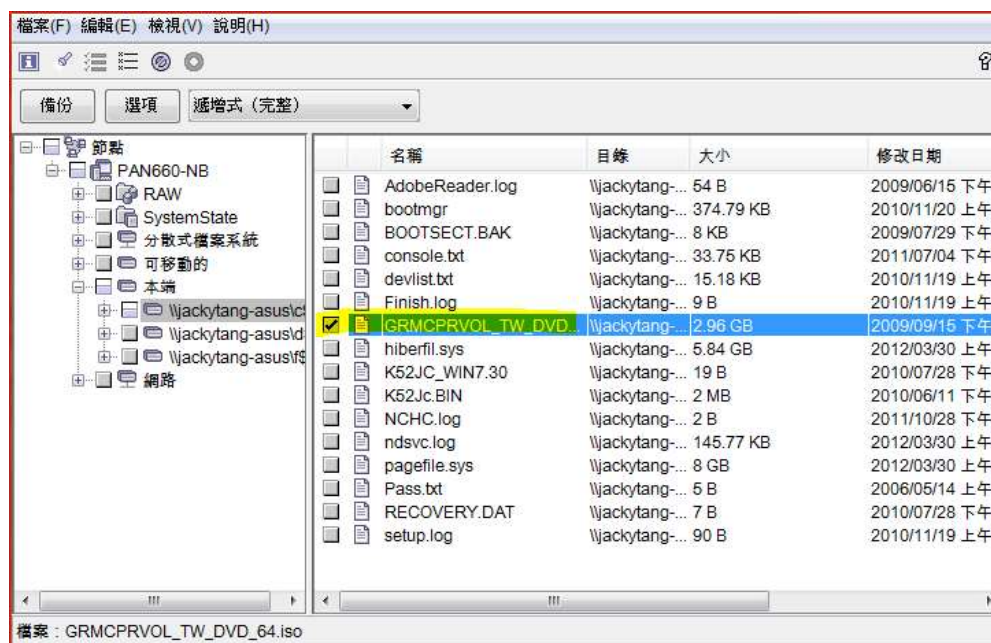 檔案(F) 編輯(E) 檢視(V) 說明(H)
備份 選項 遞增式 (完整)
節點
PAN660-NB
RAW
SystemState
分散式檔案系統
可移動的
本端
\\jackytang-asus\c$
\\jackytang-asus\d
\\jackytang-asus\f$
網路
名稱 目錄 大小 修改日期
AdobeReader.log \\jackytang-... 54 B 2009/06/15 下午
bootmgr \\jackytang-... 374.79 KB 2010/11/20 上午
BOOTSECT.BAK \\jackytang-... 8 KB 2009/07/29 下午
console.txt \\jackytang-... 33.75 KB 2011/07/04 下午
devlist.txt \\jackytang-... 15.18 KB 2010/11/19 上午
Finish.log \\jackytang-... 9 B 2010/11/19 上午
GRMCPRVOL_TW_DVD... \\jackytang-... 2.96 GB 2009/09/15 下午
hiberfil.sys \\jackytang-... 5.84 GB 2012/03/30 上午
K52JC_WIN7.30 \\jackytang-... 19 B 2010/07/28 下午
K52Jc.BIN \\jackytang-... 2 MB 2010/06/11 下午
NCHC.log \\jackytang-... 2 B 2011/10/28 下午
ndsvc.log \\jackytang-... 145.77 KB 2012/03/30 上午
pagefile.sys \\jackytang-... 8 GB 2012/03/30 上午
Pass.txt \\jackytang-... 5 B 2006/05/14 上午
RECOVERY.DAT \\jackytang-... 7 B 2010/07/28 下午
setup.log \\jackytang-... 90 B 2010/11/19 上午
檔案 : GRMCPRVOL_TW_DVD_64.iso